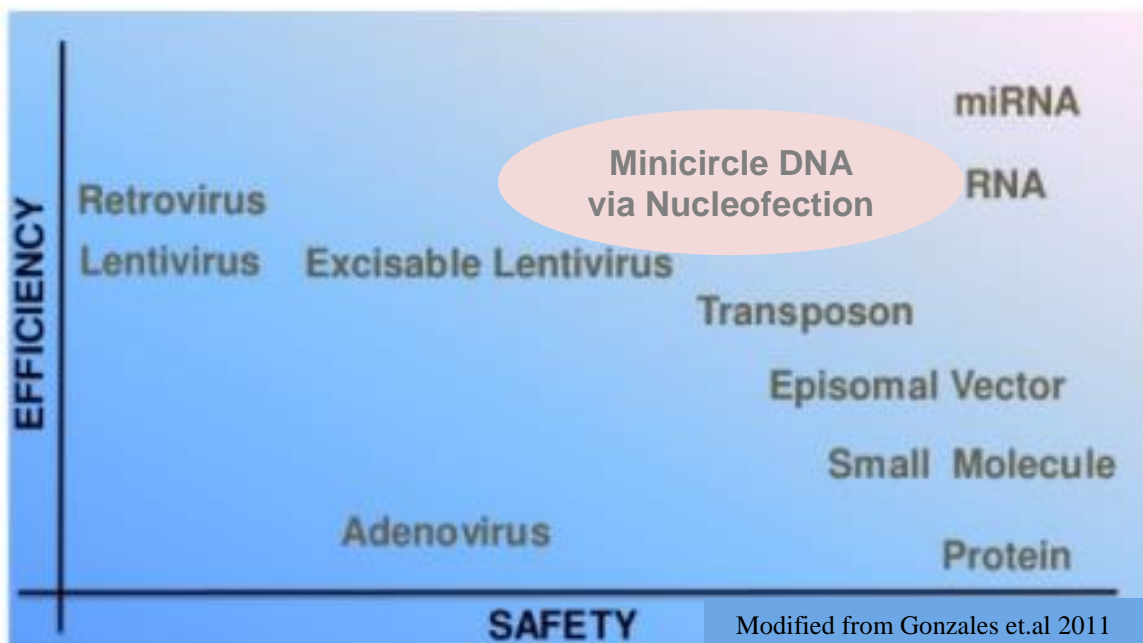 miRNA
Minicircle DNA
via Nucleofection
RNA
Retrovirus
Lentivirus
Excisable Lentivirus
Transposon
Episomal Vector
Small Molecule
Adenovirus
Protein
EFFICIENCY
SAFETY
Modified from Gonzales et.al 2011